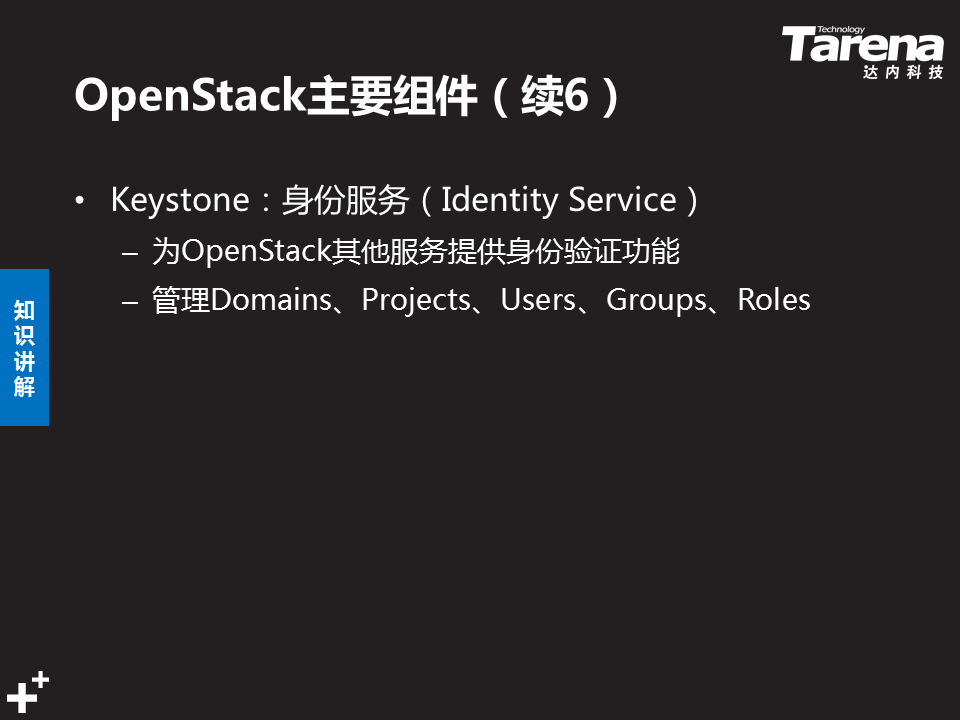 Technology
Tarena
达内科技
OpenStack主要组件（续6）
• Keystone：身份服务（Identity Service）
– 为OpenStack其他服务提供身份验证功能
– 管理Domains、Projects、Users、Groups、Roles
知
识
讲
解